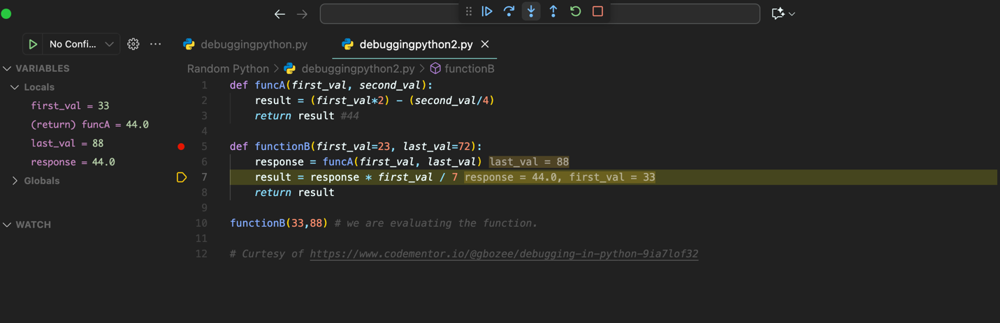 No Confi...
debuggingpython.py
debuggingpython2.py
VARIABLES
Locals
first_val = 33
(return) funcA = 44.0
last_val = 88
response = 44.0
Globals
WATCH
Random Python > debuggingpython2.py > functionB
1 def funcA(first_val, second_val):
2 result = (first_val*2) - (second_val/4)
3 return result #44
4
5 def functionB(first_val=23, last_val=72):
6 response = funcA(first_val, last_val) last_val = 88
7 result = response * first_val / 7 response = 44.0, first_val = 33
8 return result
9
10 functionB(33,88) # we are evaluating the function.
11
12 # Curtesy of https://www.codementor.io/@gbozee/debugging-in-python-9ia7lof32